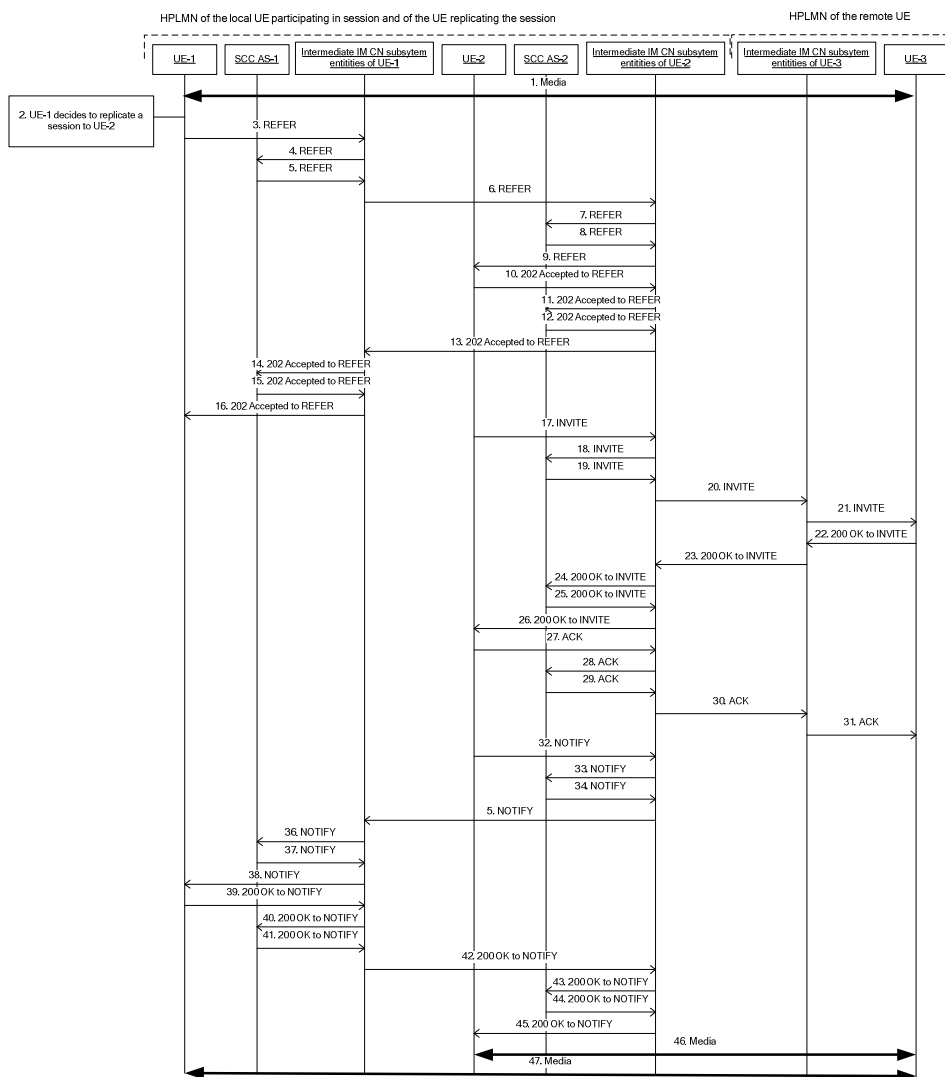 HPLMN of the local UE participating in session and of the UE replicating the session
HPLMN of the remote UE
UE-1
SCC AS-1
Intermediate IM CN subsytem
entitities of UE-1
UE-2
SCC AS-2
Intermediate IM CN subsytem
entitities of UE-2
Intermediate IM CN subsystem
entities of UE-3
UE-3
1. Media
2. UE-1 decides to replicate a
session to UE-2
3. REFER
4. REFER
5. REFER
6. REFER
7. REFER
8. REFER
9. REFER
10. 202 Accepted to REFER
11. 202 Accepted to REFER
12. 202 Accepted to REFER
13. 202 Accepted to REFER
14. 202 Accepted to REFER
15. 202 Accepted to REFER
16. 202 Accepted to REFER
17. INVITE
18. INVITE
19. INVITE
20. INVITE
21. INVITE
22. 200 OK to INVITE
23. 200 OK to INVITE
24. 200 OK to INVITE
25. 200 OK to INVITE
26. 200 OK to INVITE
27. ACK
28. ACK
29. ACK
30. ACK
31. ACK
32. NOTIFY
33. NOTIFY
34. NOTIFY
5. NOTIFY
36. NOTIFY
37. NOTIFY
38. NOTIFY
39. 200 OK to NOTIFY
40. 200 OK to NOTIFY
41. 200 OK to NOTIFY
42. 200 OK to NOTIFY
43. 200 OK to NOTIFY
44. 200 OK to NOTIFY
45. 200 OK to NOTIFY
46. Media
47. Media